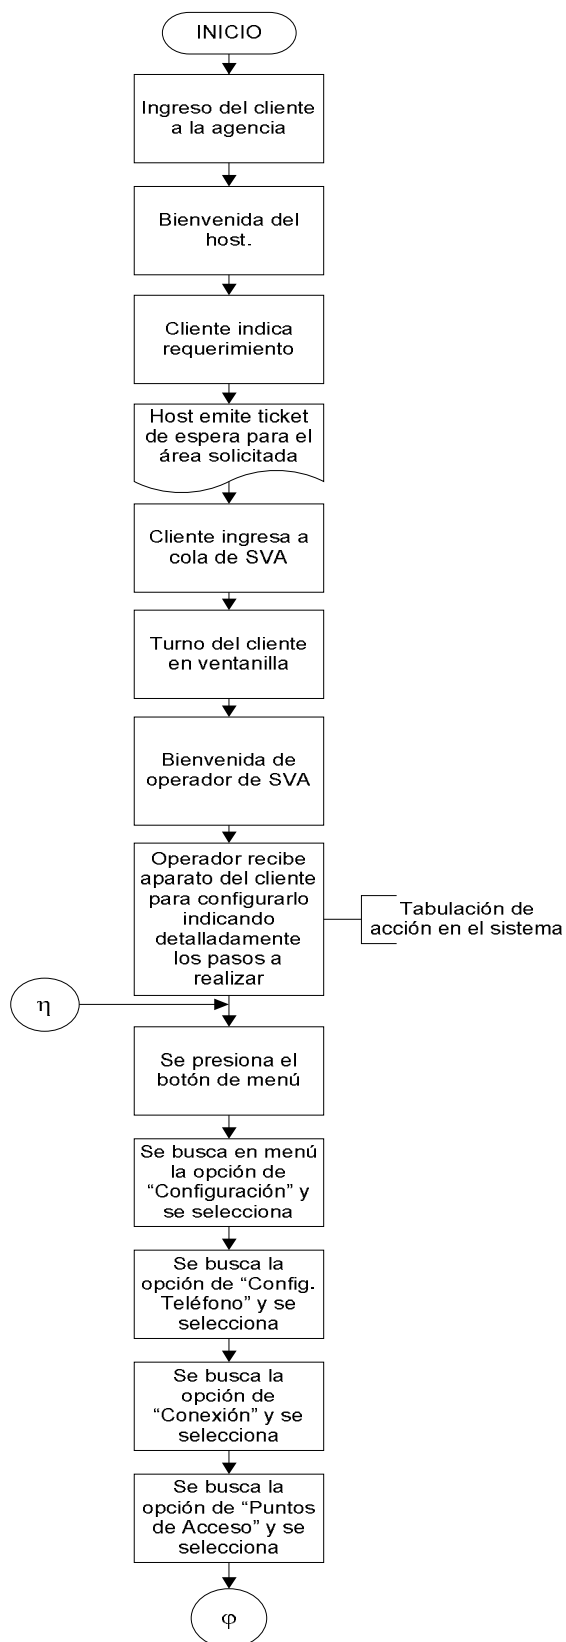 INICIO
Ingreso del cliente
a la agencia
Bienvenida del
host.
Cliente indica
requerimiento
Host emite ticket
de espera para el
área solicitada
Cliente ingresa a
cola de SVA
Turno del cliente
en ventanilla
Bienvenida de
operador de SVA
Operador recibe
aparato del cliente
para configurarlo
indicando
detalladamente
los pasos a
realizar
Tabulación de
acción en el sistema
η
Se presiona el
botón de menú
Se busca en menú
la opción de
“Configuración” y
se selecciona
Se busca la
opción de “Config.
Teléfono” y se
selecciona
Se busca la
opción de
“Conexión” y se
selecciona
Se busca la
opción de “Puntos
de Acceso” y se
selecciona
φ